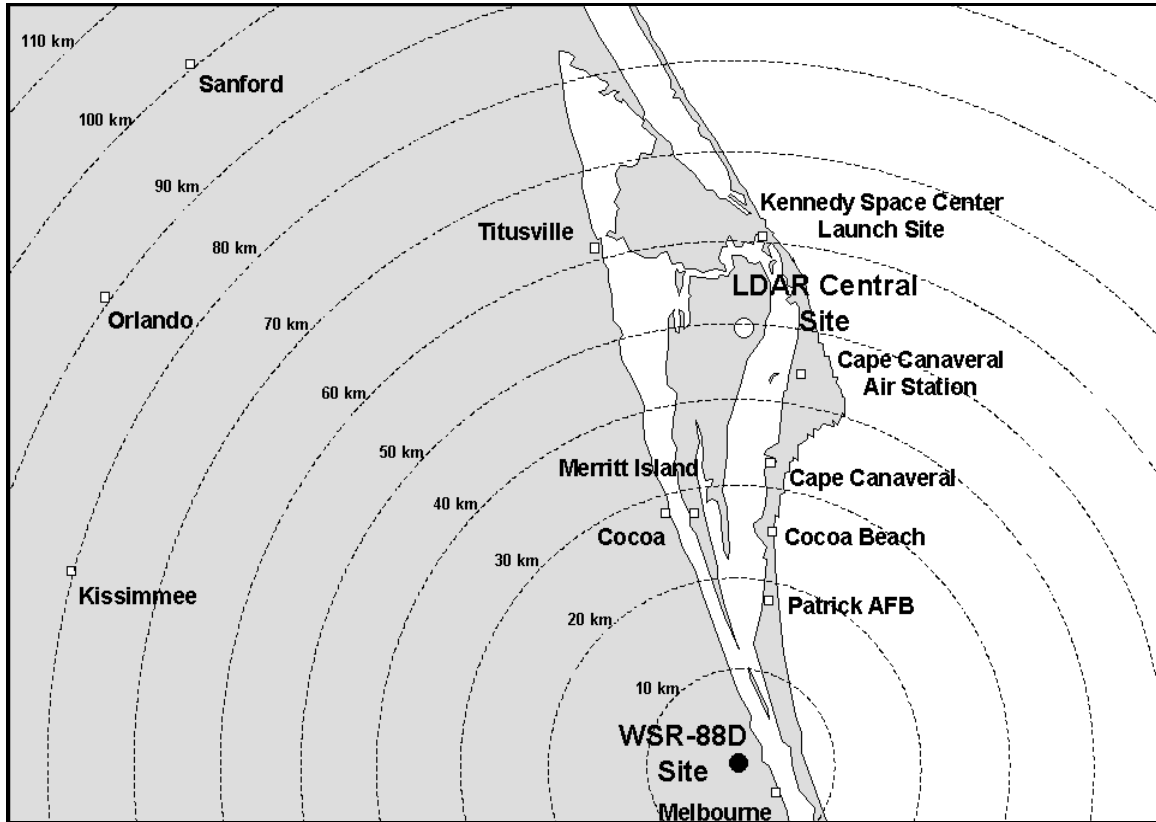 110 km
Sanford
100 km
90 km
Kennedy Space Center
Launch Site
Titusville
80 km
LDAR Central
Site
Orlando
70 km
Cape Canaveral
Air Station
60 km
50 km
Merritt Island
Cape Canaveral
40 km
Cocoa
Cocoa Beach
30 km
Kissimmee
Patrick AFB
20 km
10 km
WSR-88D
Site
Melbourne